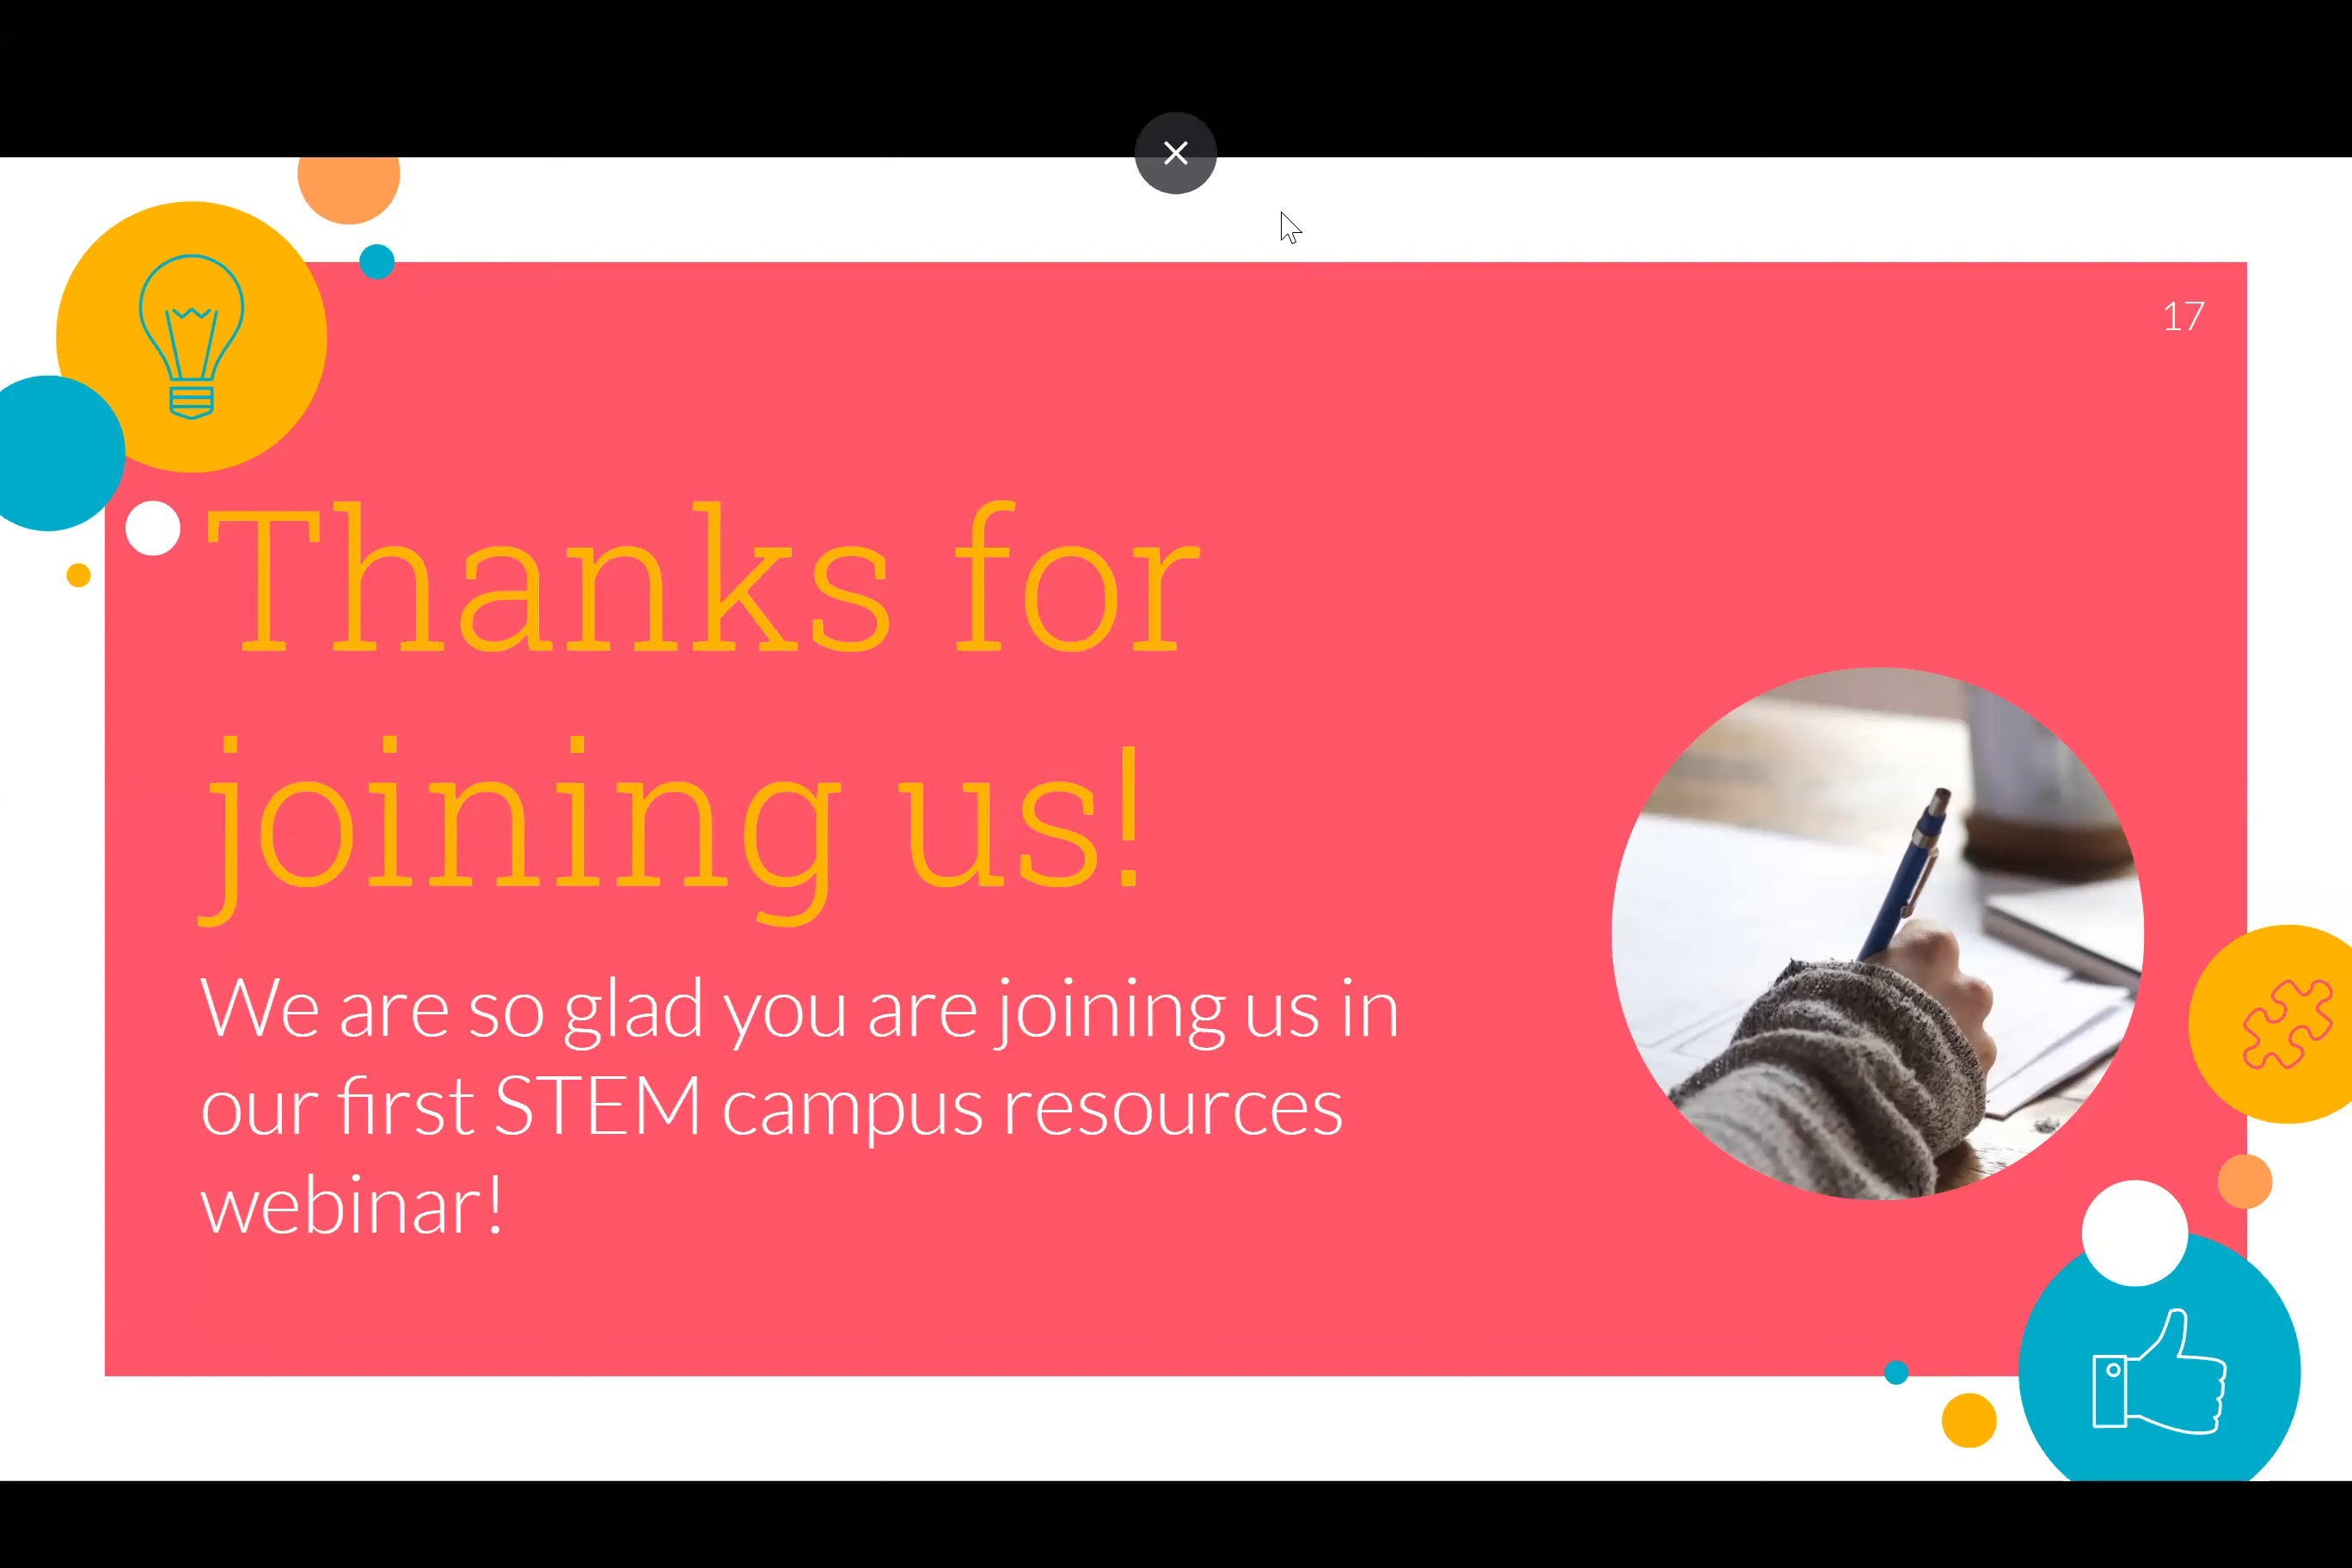 17
Thanks for
joining us!
We are so glad you are joining us in
our first STEM campus resources
webinar!